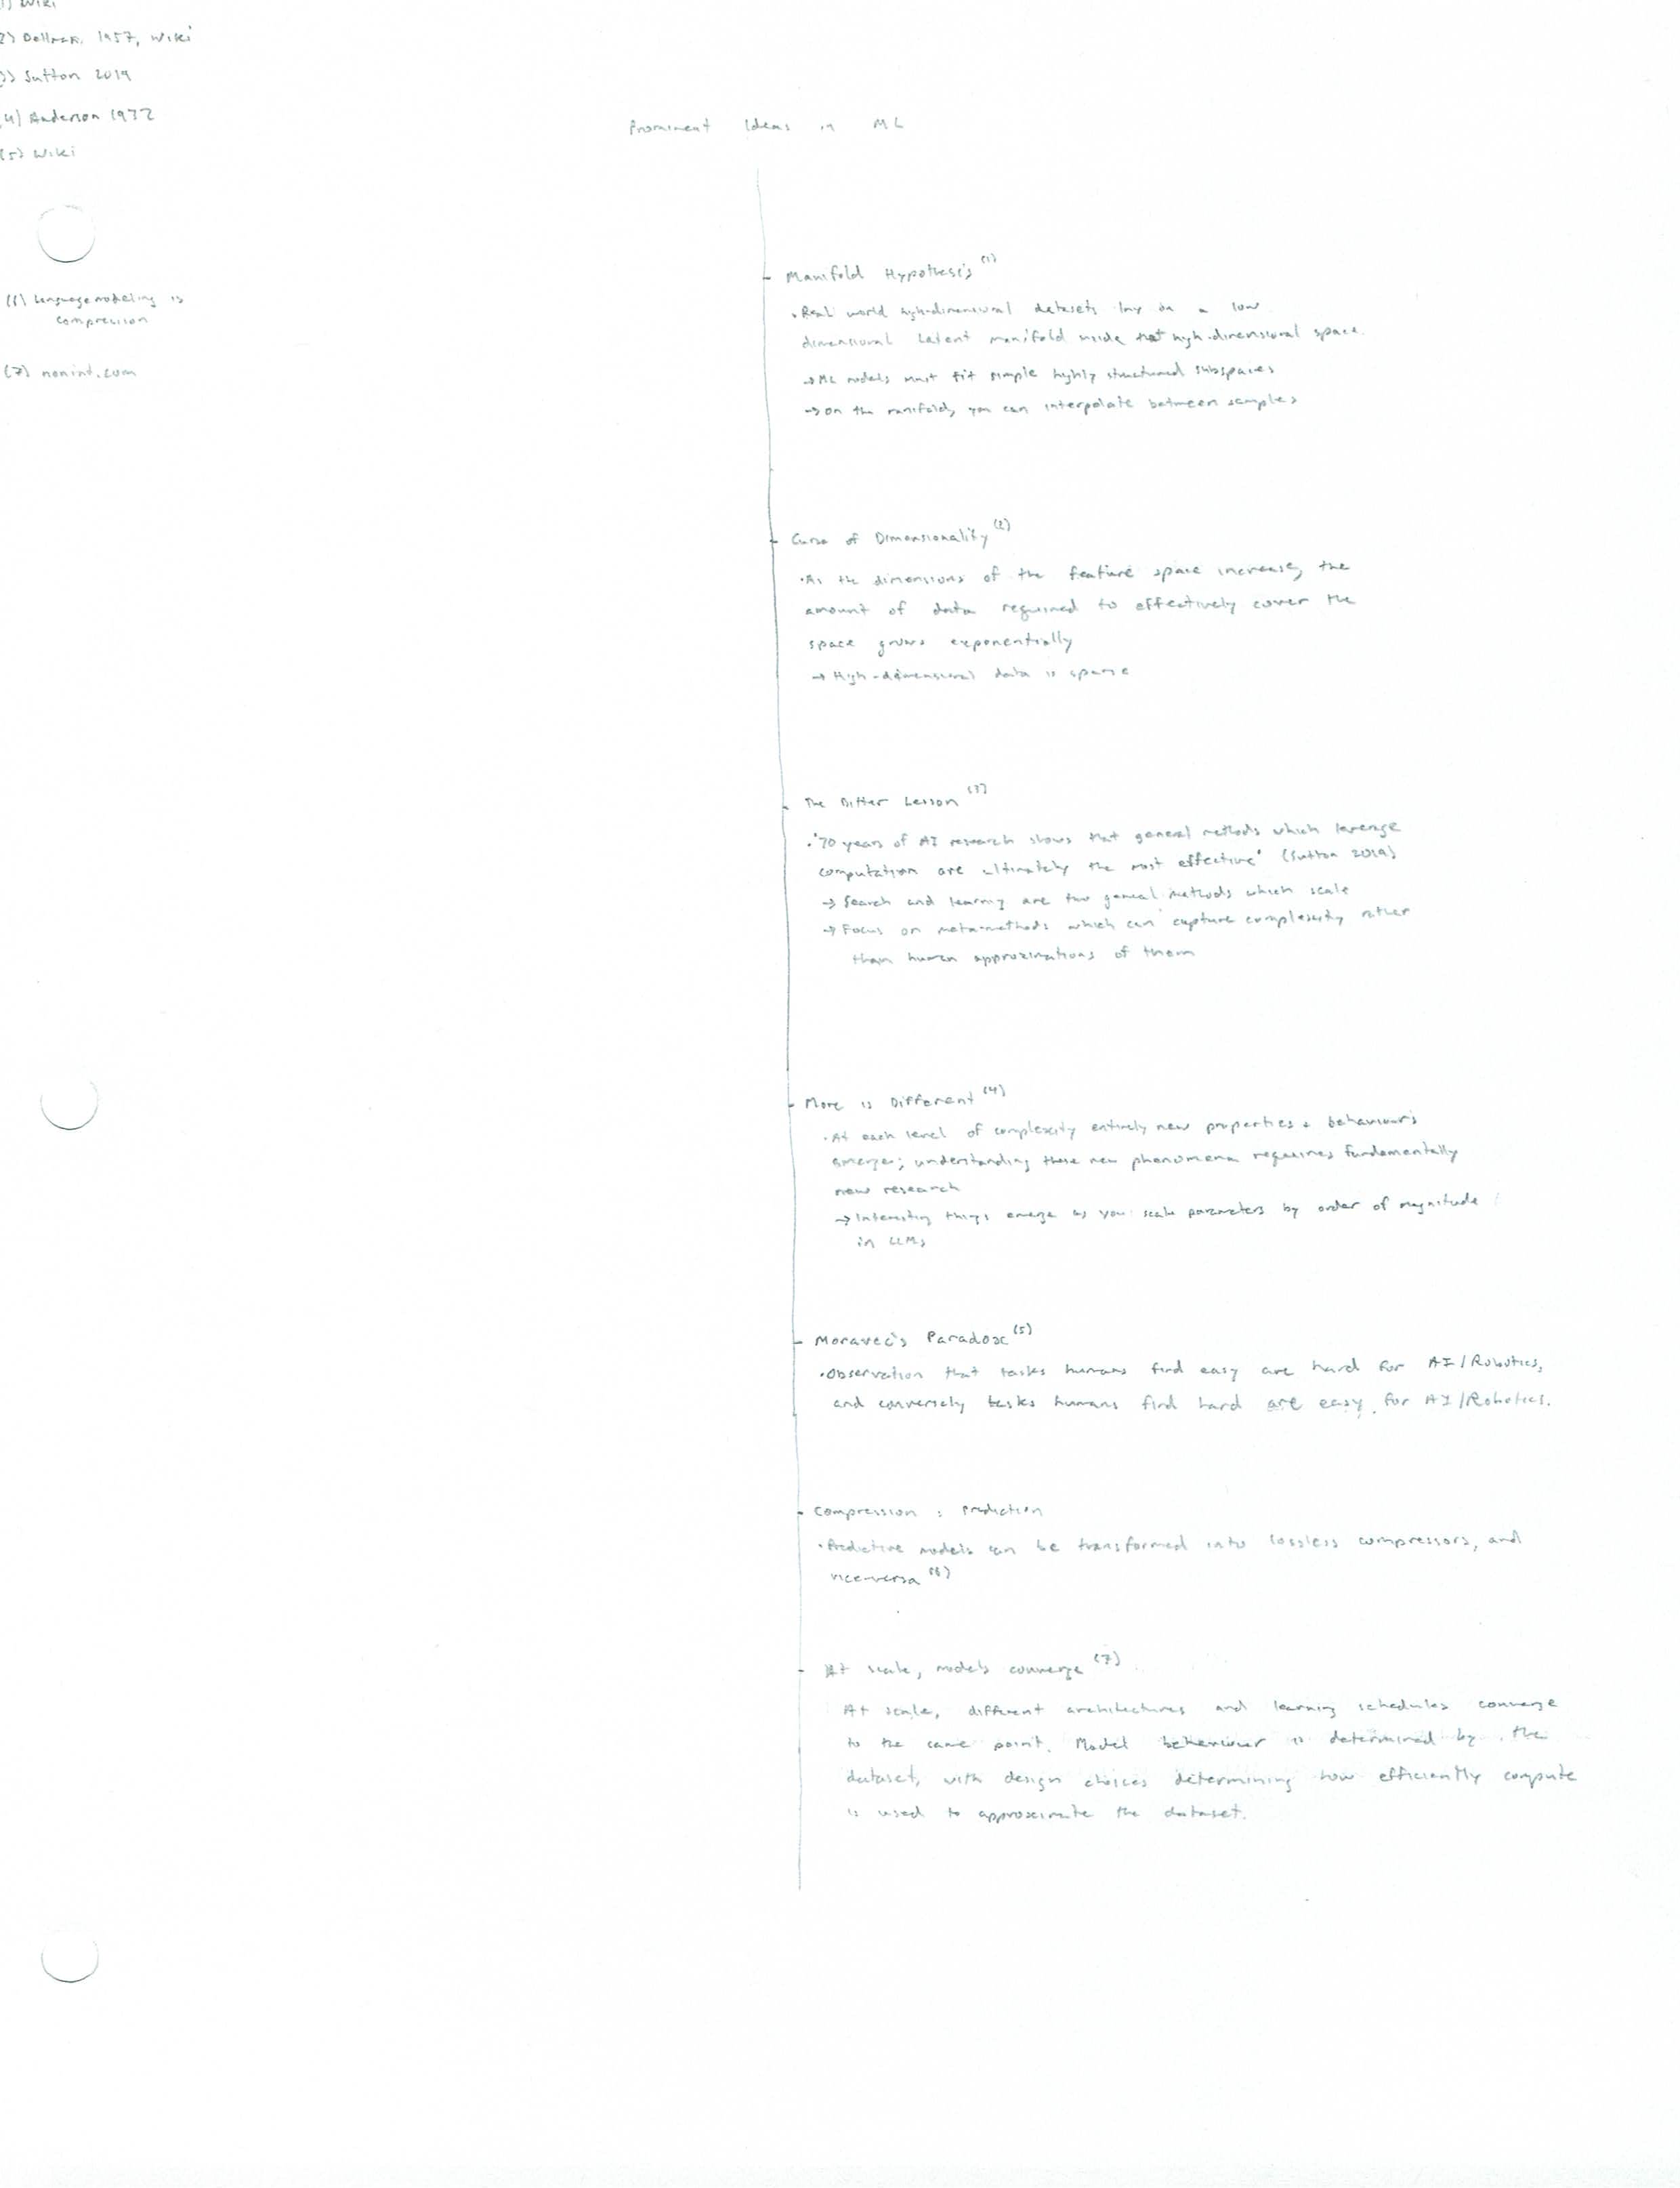 1) Wiki
2) Bellman, 1957, Wiki
3) Sutton 2019
(4) Anderson 1972
(5) Wiki
(6) Language modeling is
compression
(7) nonint.com
Prominent Ideas in ML
- Manifold Hypothesis (1)
• Real world high-dimensional datasets lay on a low
dimensional latent manifold inside that high-dimensional space.
→ ML models must fit simple highly structured subspaces
→ on the manifold, you can interpolate between samples
- Curse of Dimensionality (2)
• As the dimensions of the feature space increase, the
amount of data required to effectively cover the
space grows exponentially
→ High-dimensional data is sparse
- The Bitter Lesson (3)
• "70 years of AI research shows that general methods which leverage
computation are ultimately the most effective" (Sutton 2019)
→ Search and learning are two general methods which scale
→ Focus on meta-methods which can capture complexity rather
than human approximations of them
- More is Different (4)
• At each level of complexity entirely new properties + behaviours
emerge; understanding these new phenomena requires fundamentally
new research
→ Interesting things emerge as you scale parameters by order of magnitude
in LLMs
- Moravec's Paradox (5)
• Observation that tasks humans find easy are hard for AI/Robotics,
and conversely tasks humans find hard are easy for AI/Robotics.
- Compression : Prediction
• Predictive models can be transformed into lossless compressors, and
vice-versa (6)
- At scale, models converge (7)
At scale, different architectures and learning schedules converge
to the same point. Model behaviour is determined by the
dataset, with design choices determining how efficiently compute
is used to approximate the dataset.